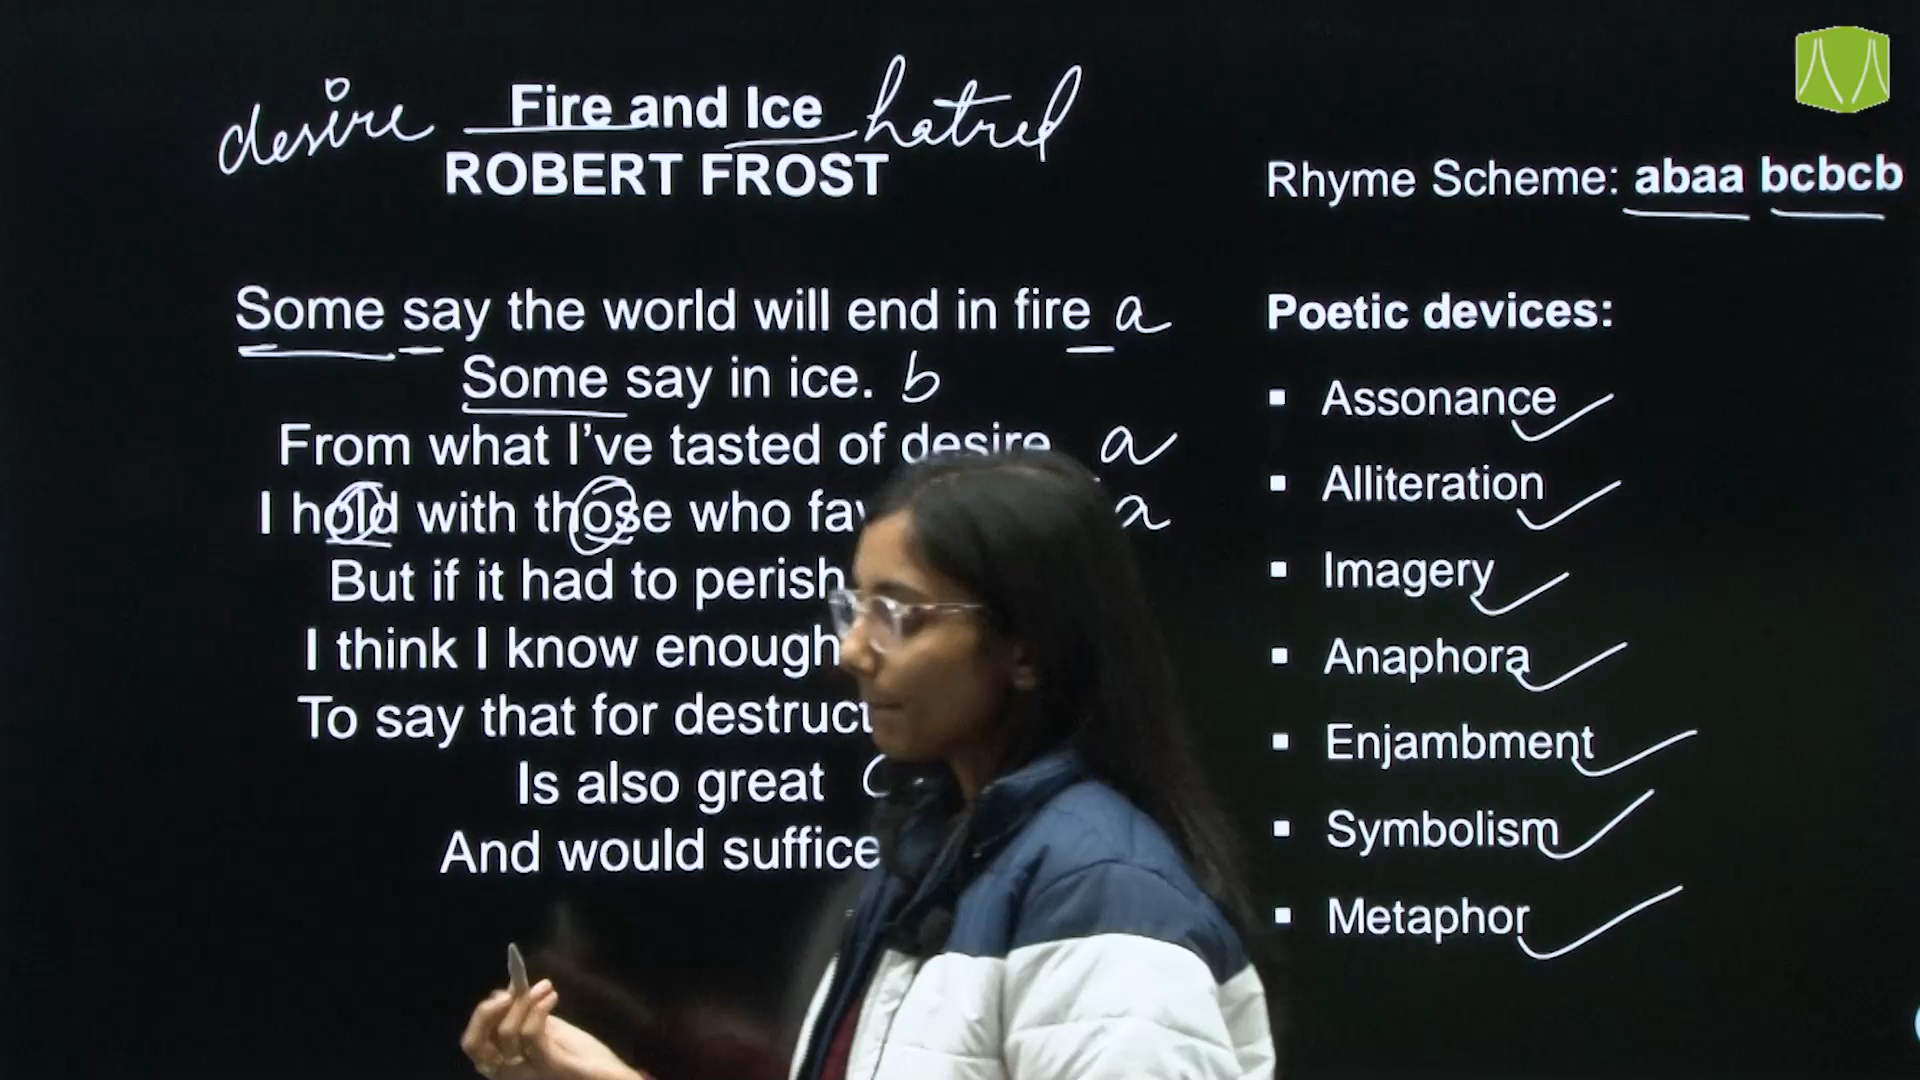 desire Fire and Ice hatred
ROBERT FROST
Some say the world will end in fire a
Some say in ice. b
From what I've tasted of desire a
I hold with those who a
But if it had to perish
I think I know enough
To say that for
Is also great
And would suffice
Rhyme Scheme: abaa bcbcb
Poetic devices:
▪ Assonance
▪ Alliteration
▪ Imagery
▪ Anaphora
▪ Enjambment
▪ Symbolism
▪ Metaphor